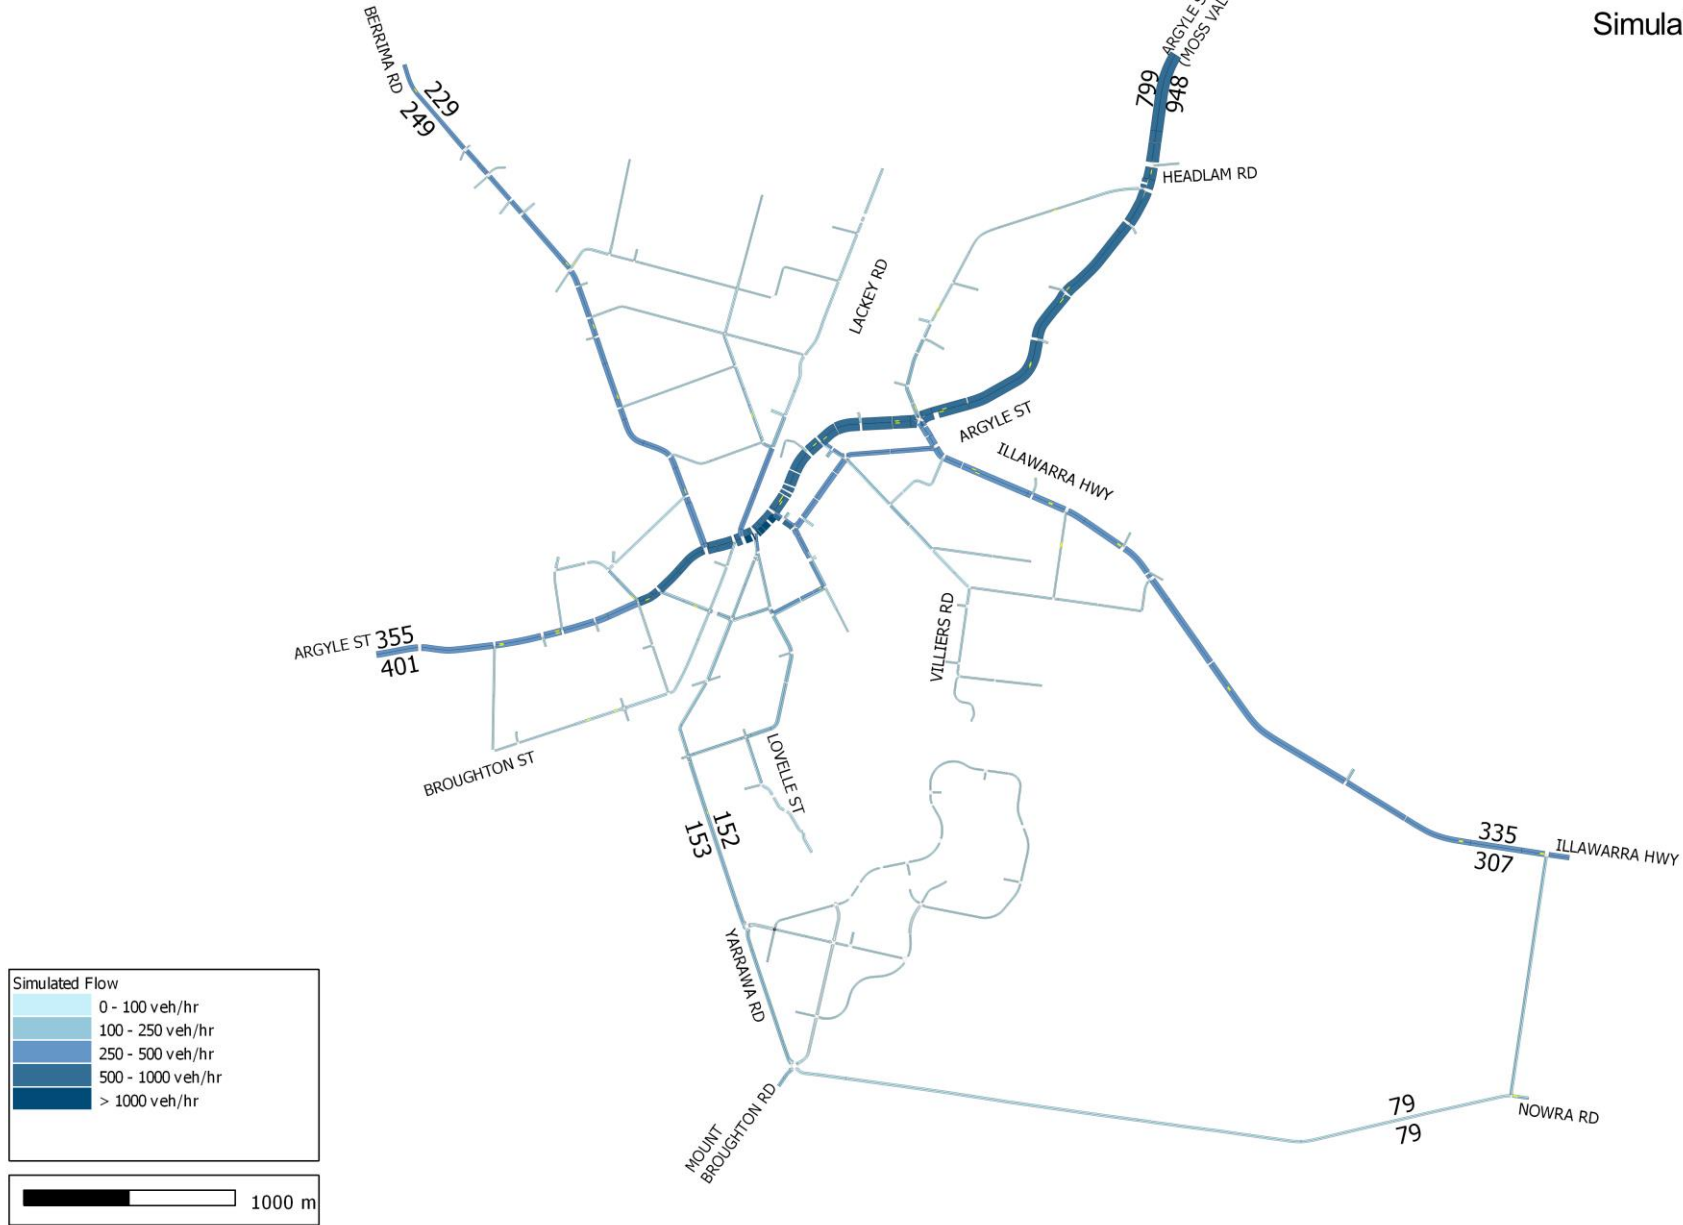 Simula
BERRIMA RD
229
249
ARGYLE S
(MOSS VAL
799
948
HEADLAM RD
LACKEY RD
ARGYLE ST
ILLAWARRA HWY
ARGYLE ST
355
401
VILLIERS RD
BROUGHTON ST
LOVELLE ST
152
153
335
307
ILLAWARRA HWY
YARRAWA RD
MOUNT
BROUGHTON RD
79
79
NOWRA RD
Simulated Flow
0 - 100 veh/hr
100 - 250 veh/hr
250 - 500 veh/hr
500 - 1000 veh/hr
> 1000 veh/hr
1000 m